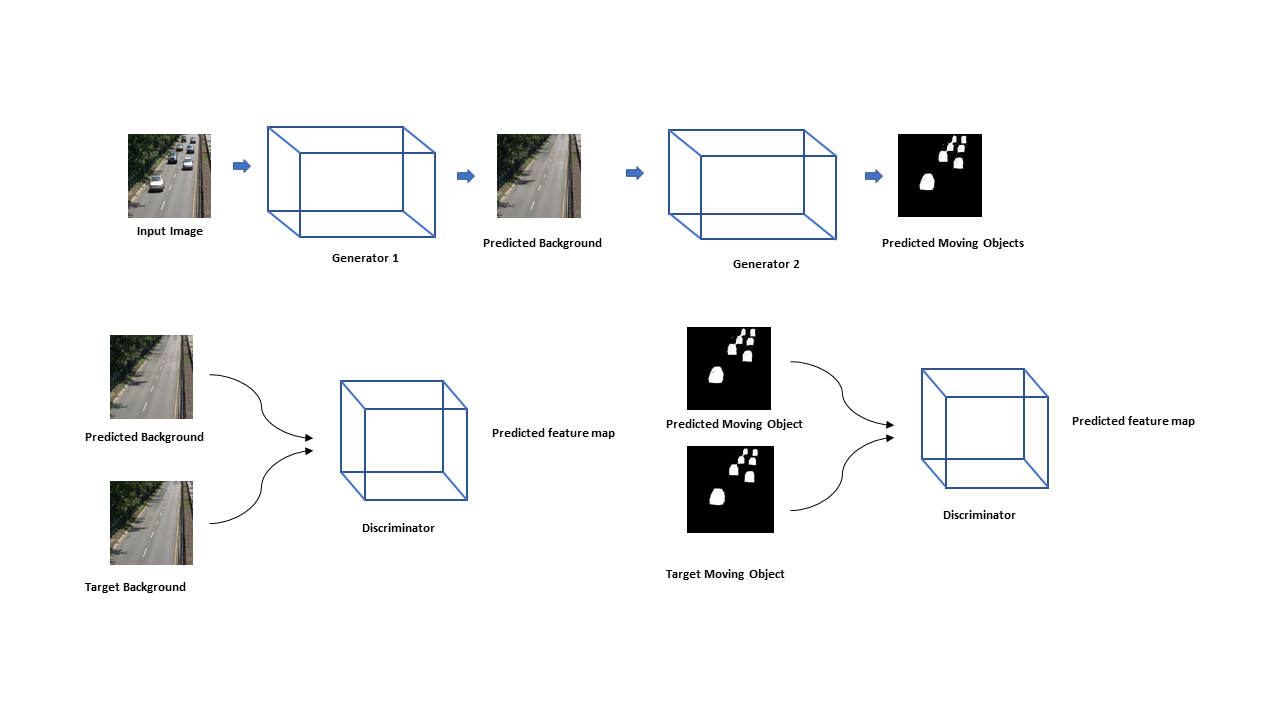 Input Image
Generator 1
Predicted Background
Generator 2
Predicted Moving Objects
Predicted Background
Target Background
Discriminator
Predicted feature map
Predicted Moving Object
Target Moving Object
Discriminator
Predicted feature map